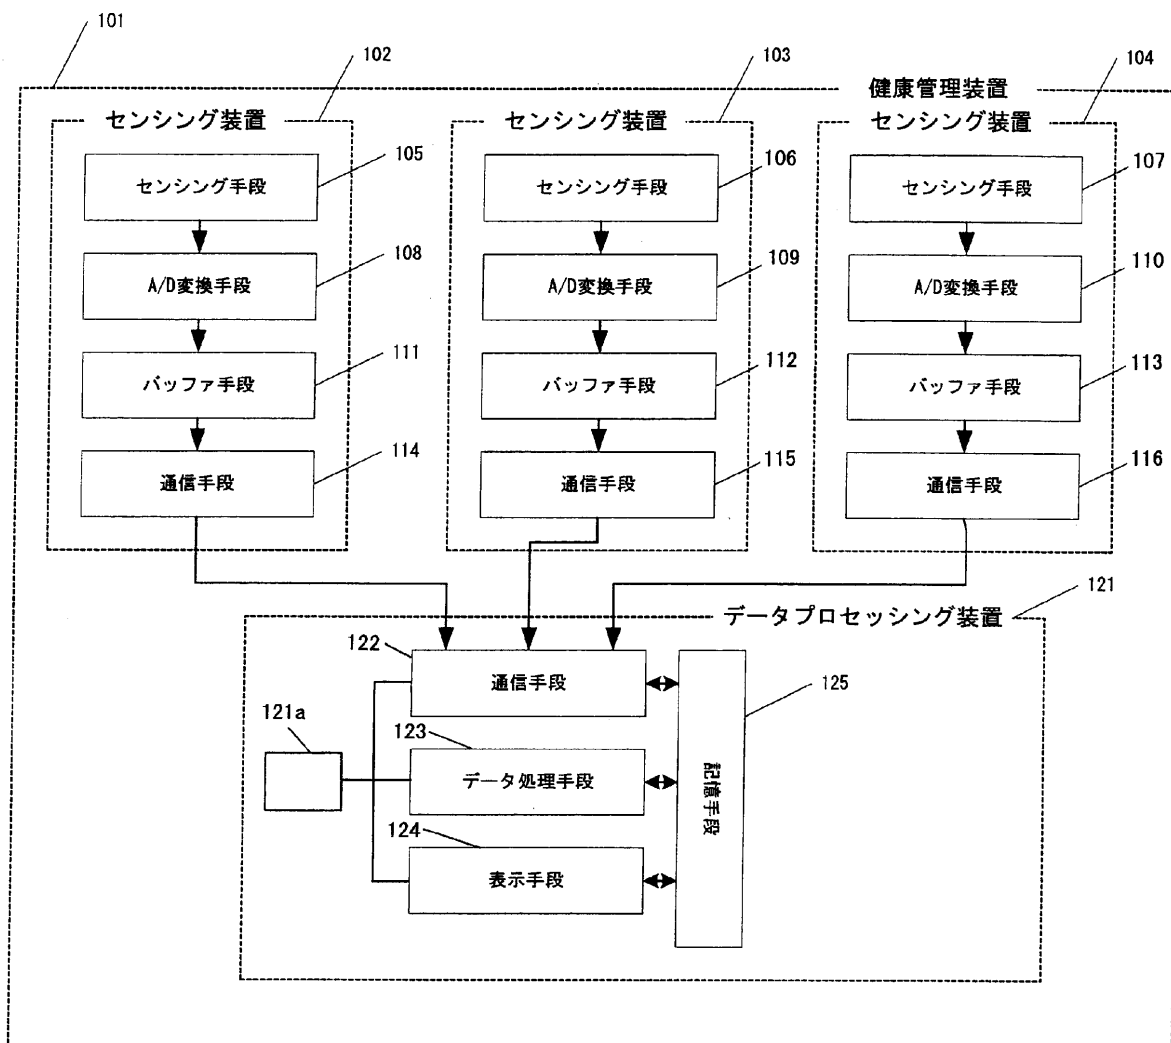 101
102
103
104
健康管理装置
センシング装置
センシング装置
センシング装置
105
106
107
センシング手段
センシング手段
センシング手段
108
109
110
A/D変換手段
A/D変換手段
A/D変換手段
111
112
113
バッファ手段
バッファ手段
バッファ手段
114
115
116
通信手段
通信手段
通信手段
121
データプロセッシング装置
122
通信手段
125
121a
123
データ処理手段
記憶手段
124
表示手段